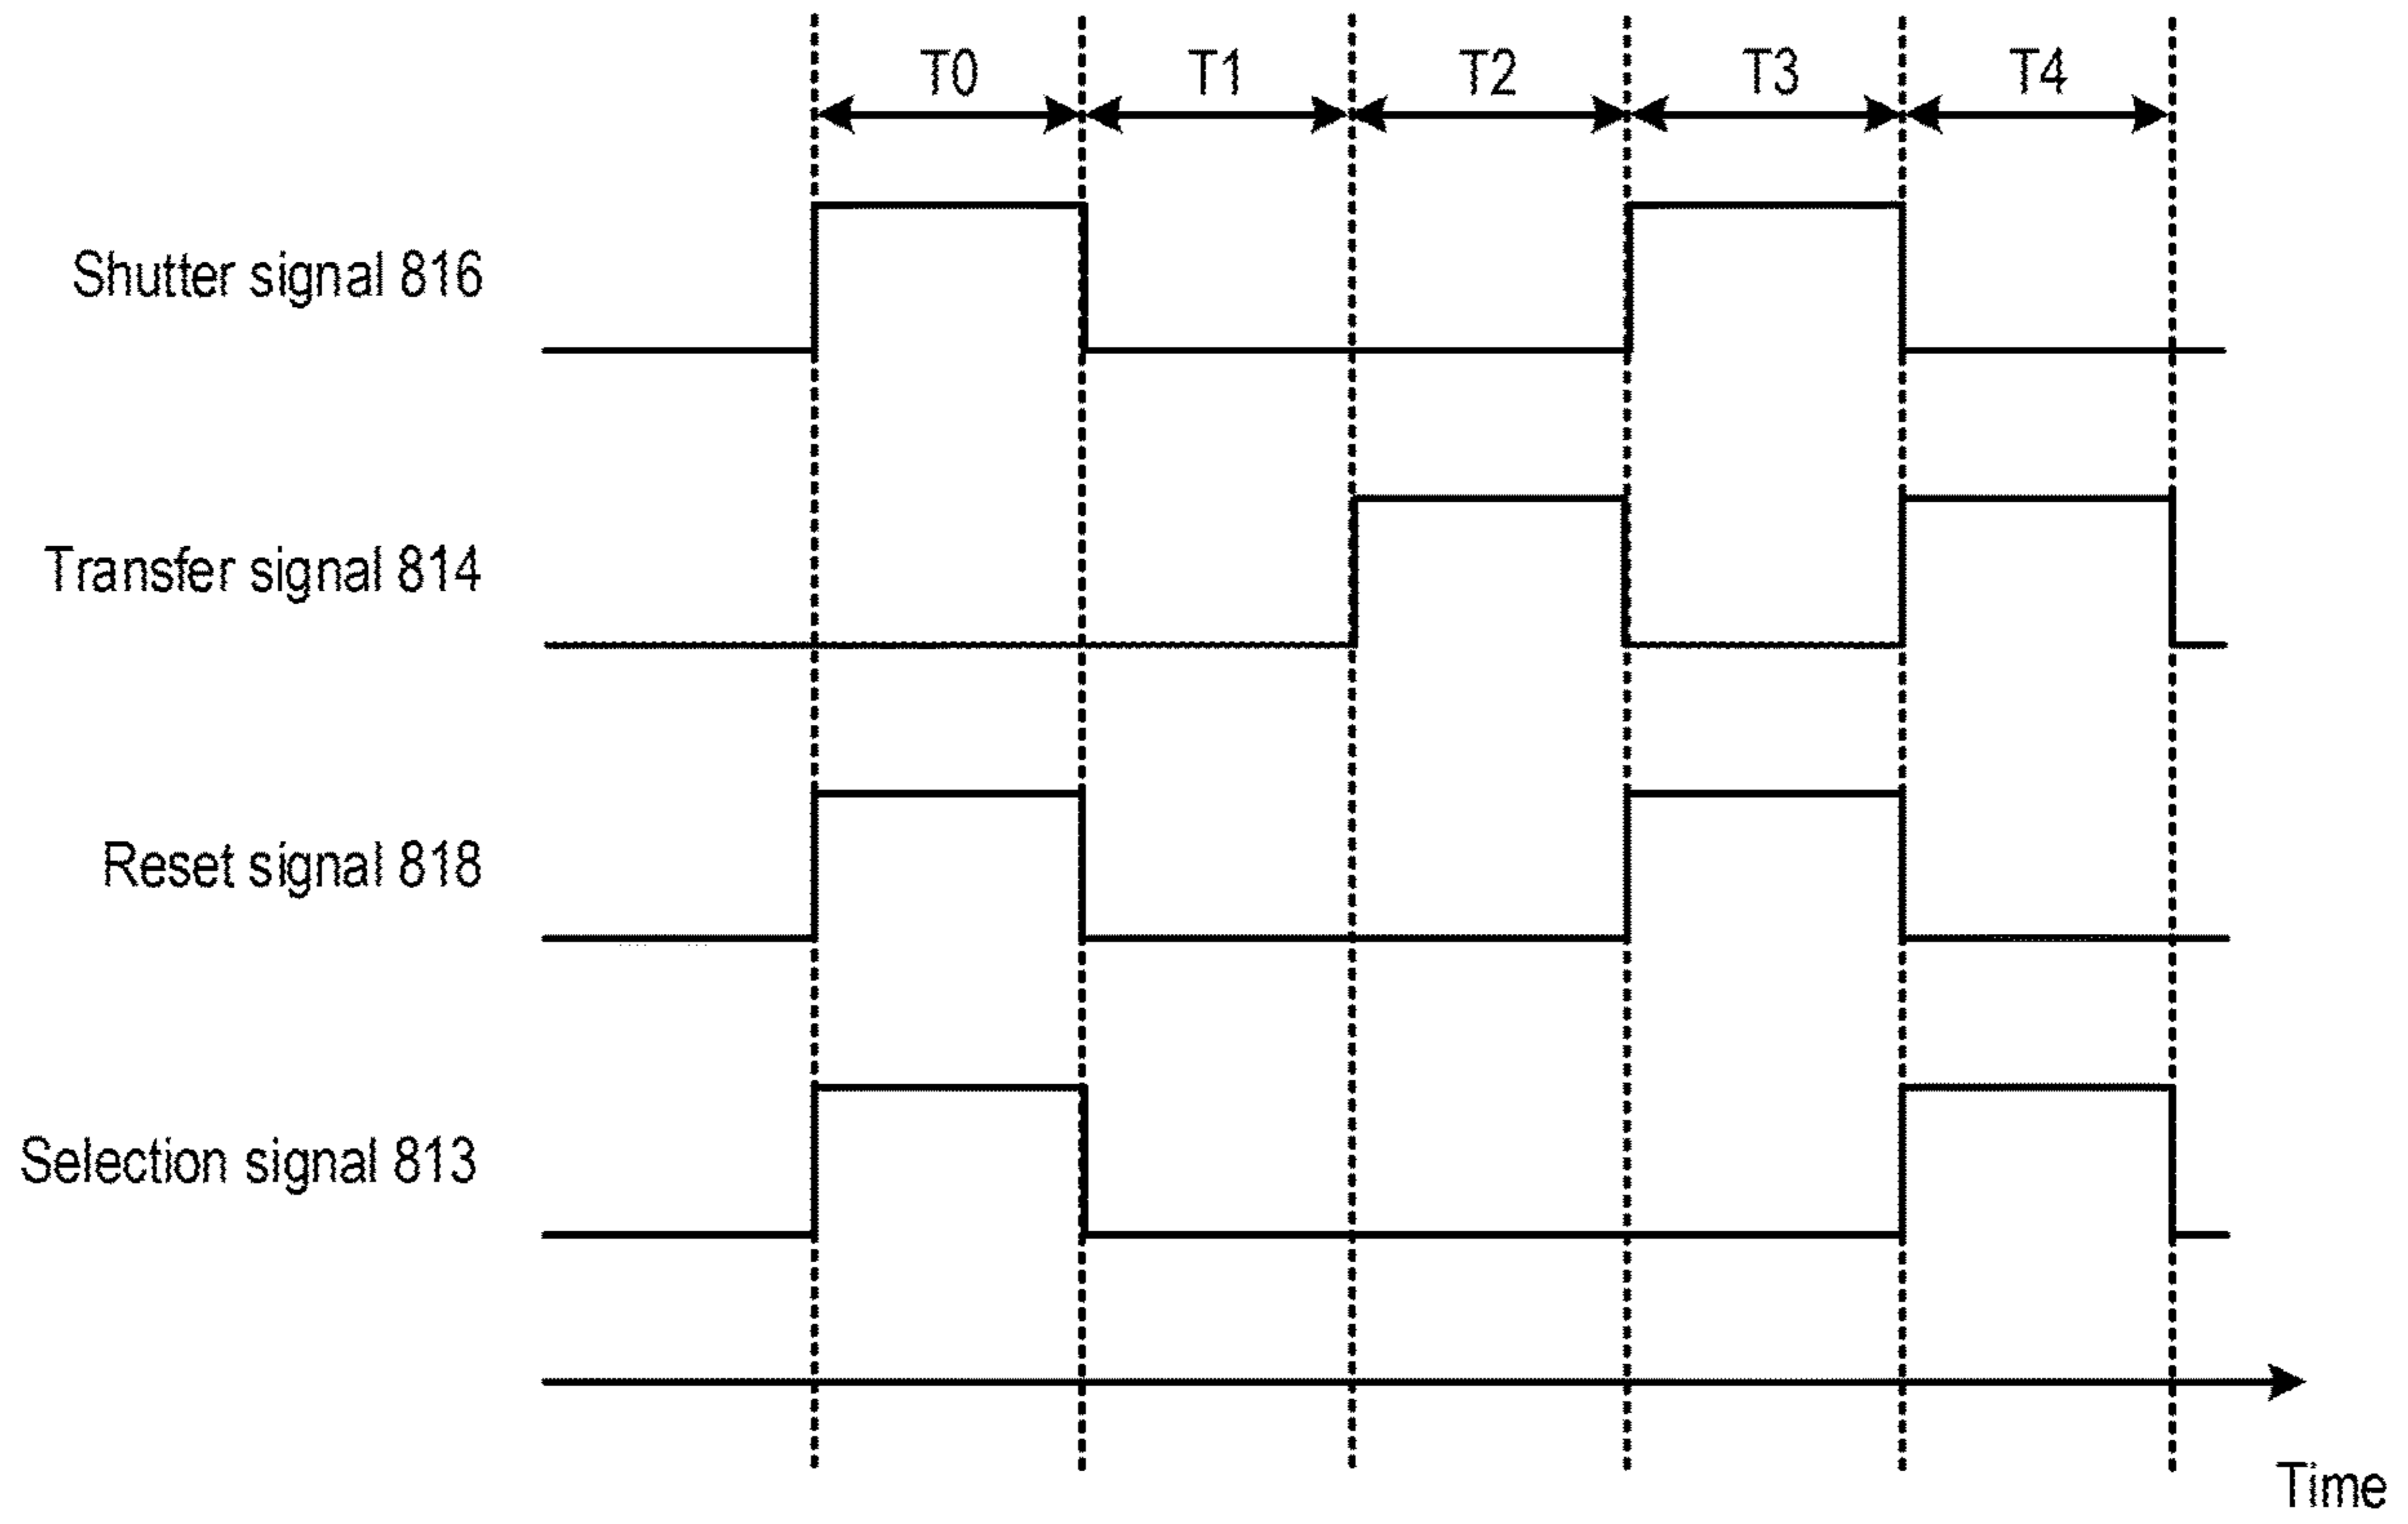 T0 T1 T2 T3 T4
Shutter signal 816
Transfer signal 814
Reset signal 818
Selection signal 813
Time